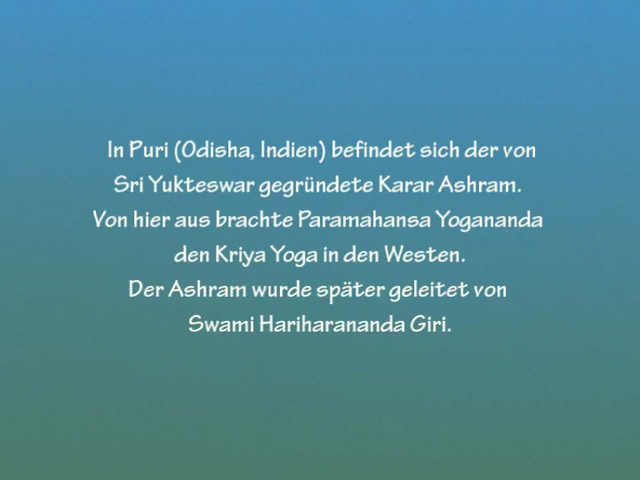 In Puri (Odisha, Indien) befindet sich der von
Sri Yukteswar gegründete Karar Ashram.
Von hier aus brachte Paramahansa Yogananda
den Kriya Yoga in den Westen.
Der Ashram wurde später geleitet von
Swami Hariharananda Giri.